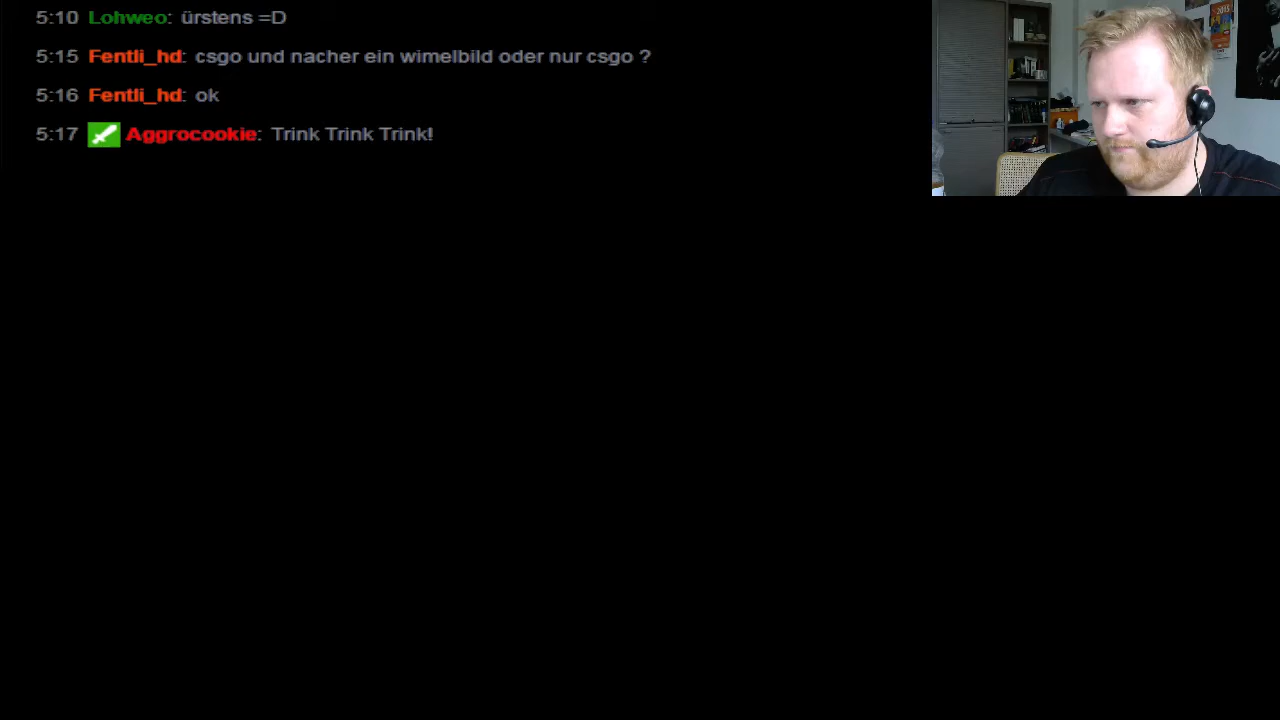 5:10 Lohweo: ürstens =D
5:15 Fentli_hd: csgo und nacher ein wimelbild oder nur csgo ?
5:16 Fentli_hd: ok
5:17 Aggrocookie: Trink Trink Trink!
2015